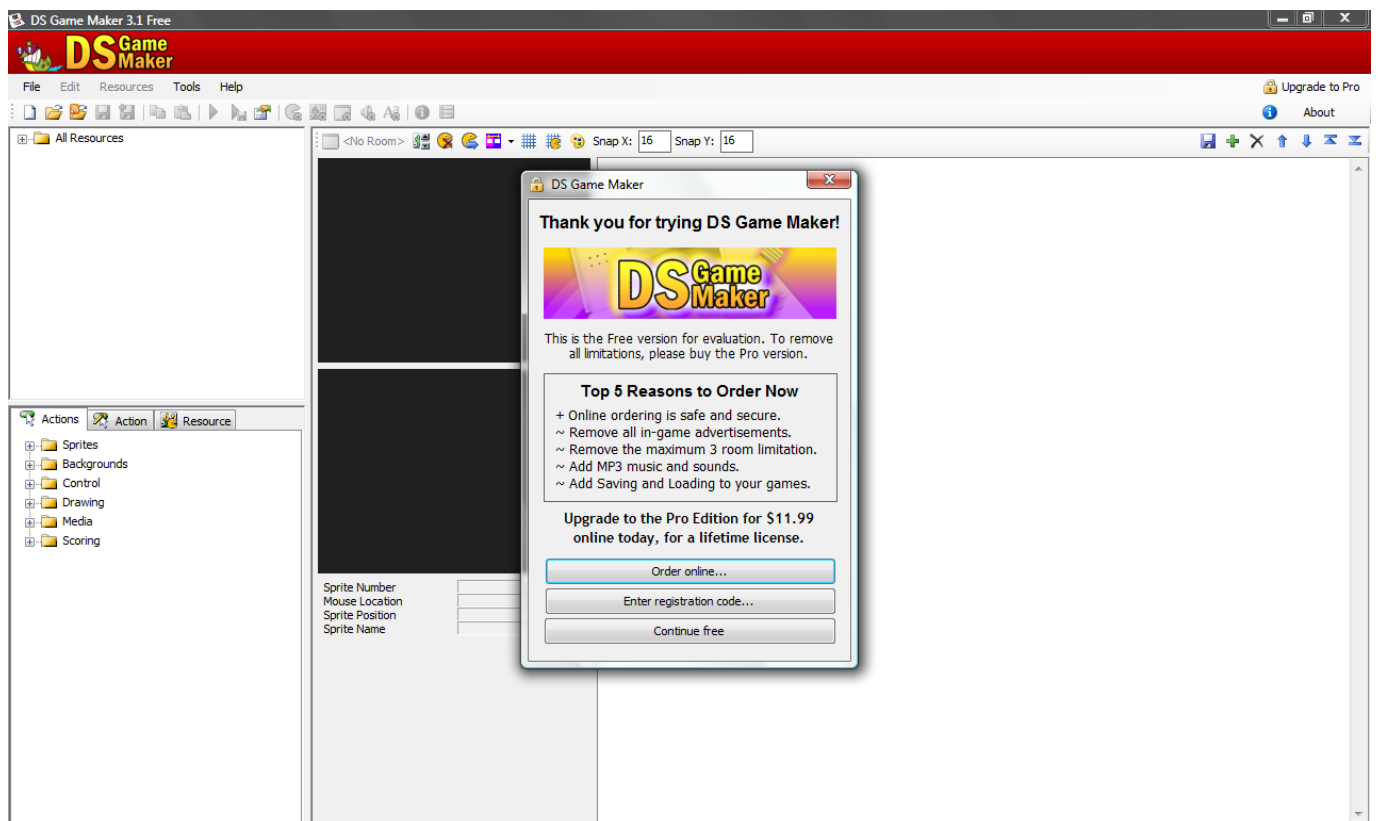 DS Game Maker 3.1 Free
DS Game Maker
File Edit Resources Tools Help
Upgrade to Pro
About
All Resources
<No Room> Snap X: 16 Snap Y: 16
Actions Action Resource
Sprites
Backgrounds
Control
Drawing
Media
Scoring
Sprite Number
Mouse Location
Sprite Position
Sprite Name
DS Game Maker
Thank you for trying DS Game Maker!
DS Game Maker
This is the Free version for evaluation. To remove
all limitations, please buy the Pro version.
Top 5 Reasons to Order Now
+ Online ordering is safe and secure.
~ Remove all in-game advertisements.
~ Remove the maximum 3 room limitation.
~ Add MP3 music and sounds.
~ Add Saving and Loading to your games.
Upgrade to the Pro Edition for $11.99
online today, for a lifetime license.
Order online...
Enter registration code...
Continue free